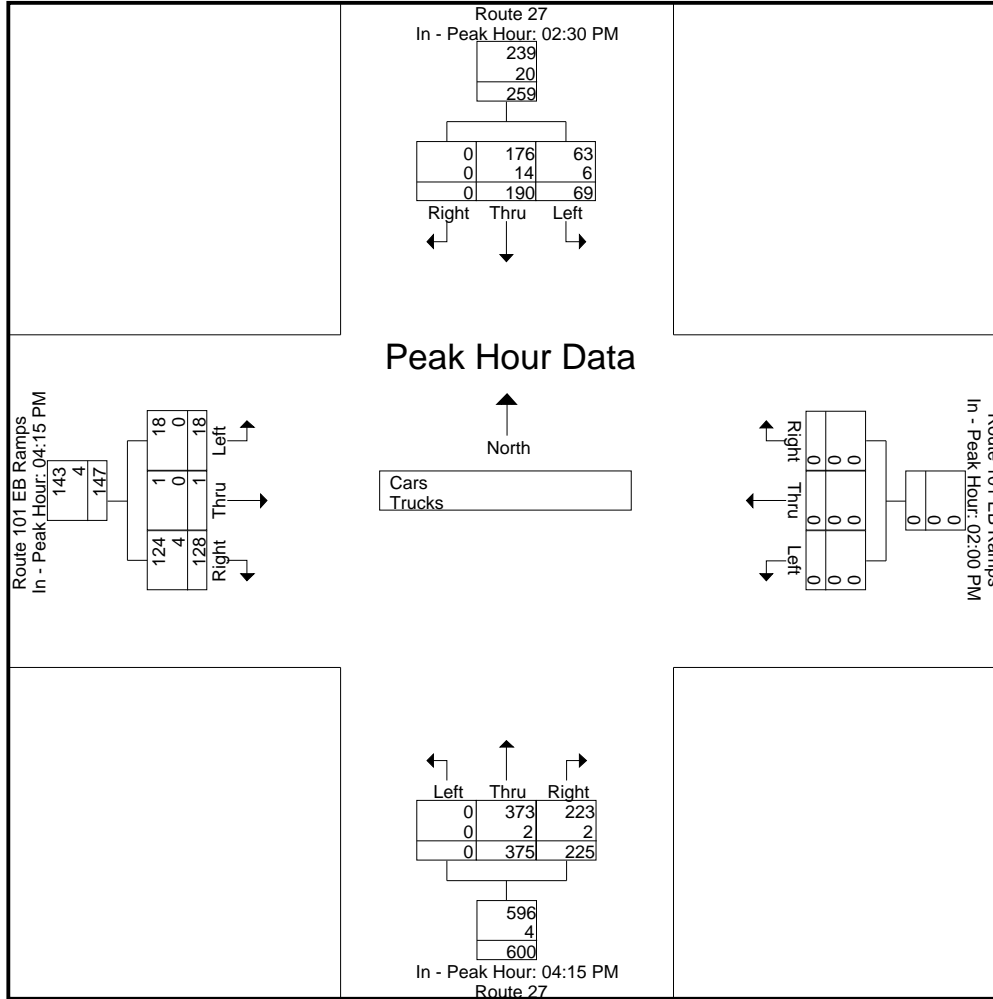 Route 27
In - Peak Hour: 02:30 PM
239
20
259
0 176 63
0 14 6
0 190 69
Right Thru Left
Peak Hour Data
North
Cars
Trucks
Route 101 EB Ramps
In - Peak Hour: 04:15 PM
143
4
147
18 0 18
1 0 1
124 4 128
Left
Thru
Right
Route 101 EB Ramps
In - Peak Hour: 02:00 PM
0
0
0
Right
Thru
Left
0 0 0
0 0 0
0 0 0
Left Thru Right
0 373 223
0 2 2
0 375 225
596
4
600
In - Peak Hour: 04:15 PM
Route 27